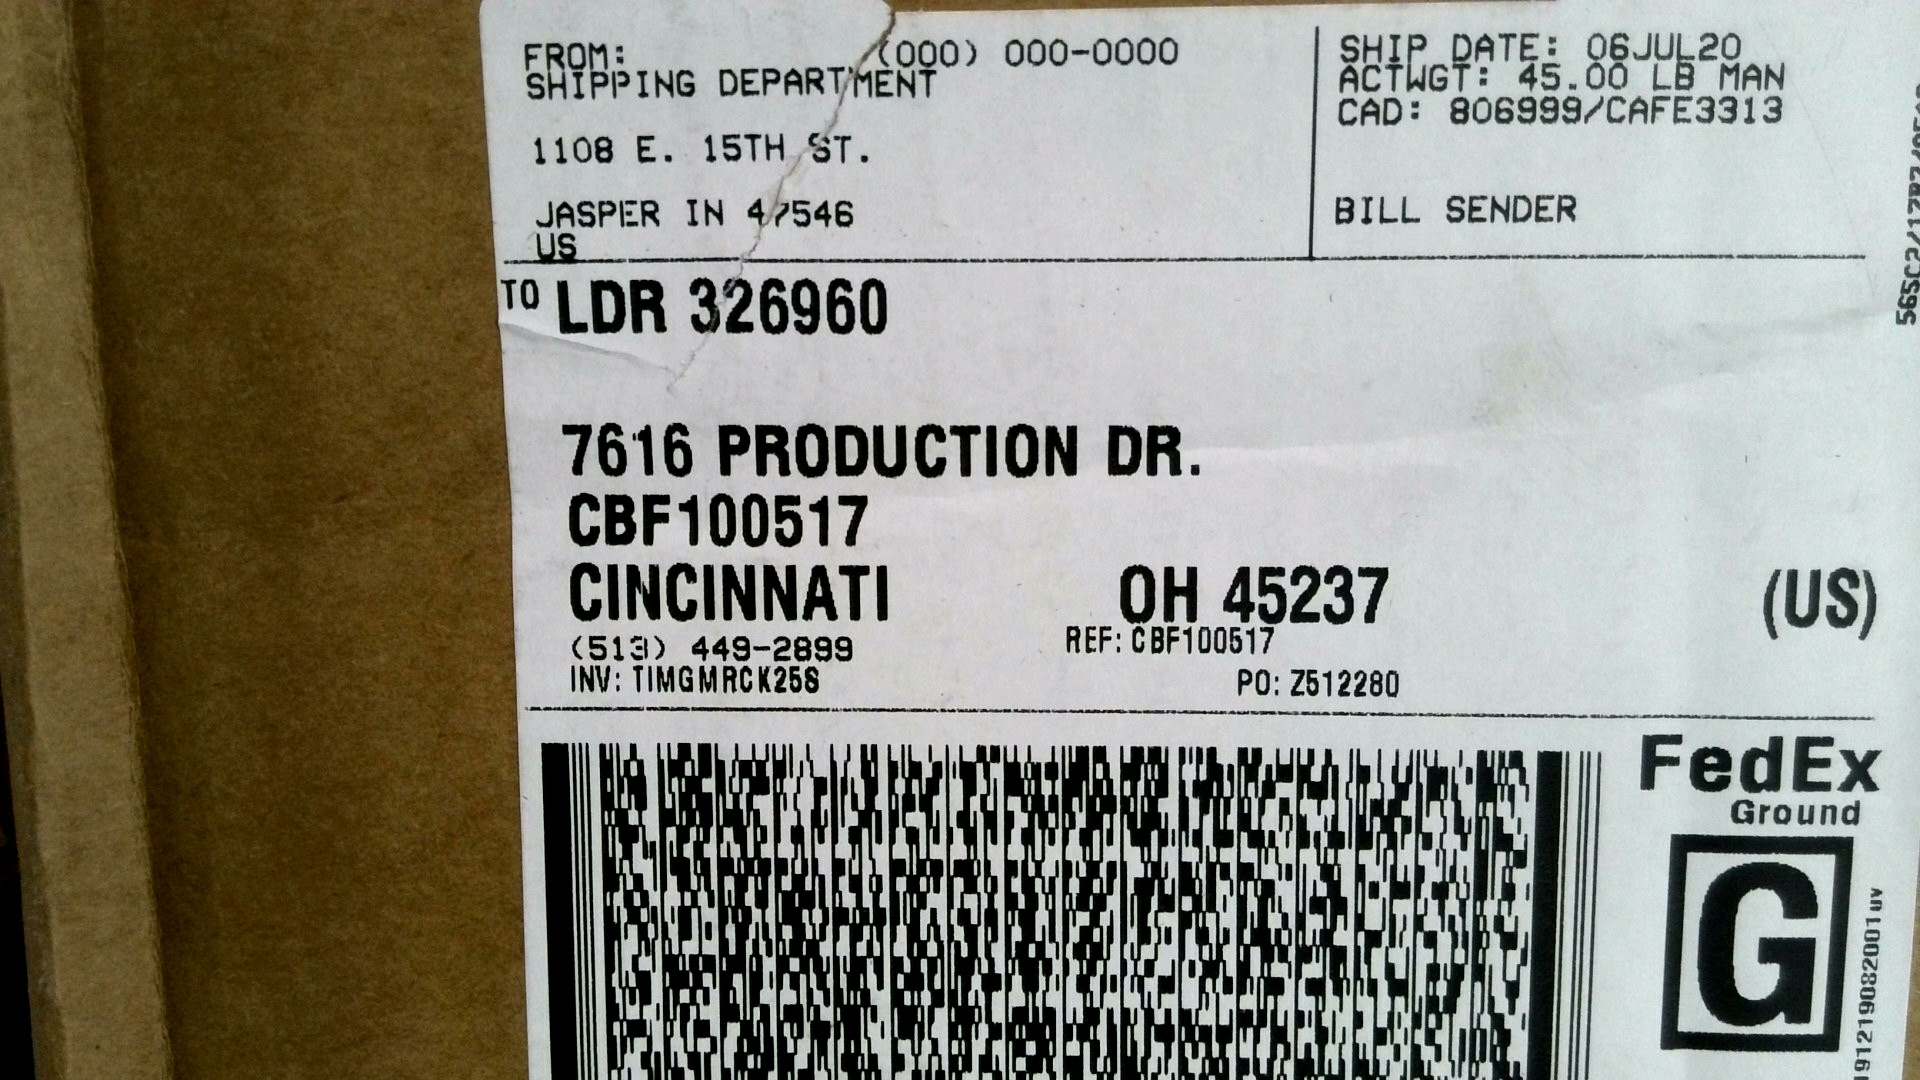 FROM: (000) 000-0000
SHIPPING DEPARTMENT
1108 E. 15TH ST.
JASPER IN 47546
US
SHIP DATE: 06JUL20
ACTWGT: 45.00 LB MAN
CAD: 806999/CAFE3313
BILL SENDER
TO LDR 326960
7616 PRODUCTION DR.
CBF100517
CINCINNATI OH 45237 (US)
(513) 449-2899
REF: CBF100517
INV: TIMGMRCK25S
PO: Z512280
FedEx
Ground
G